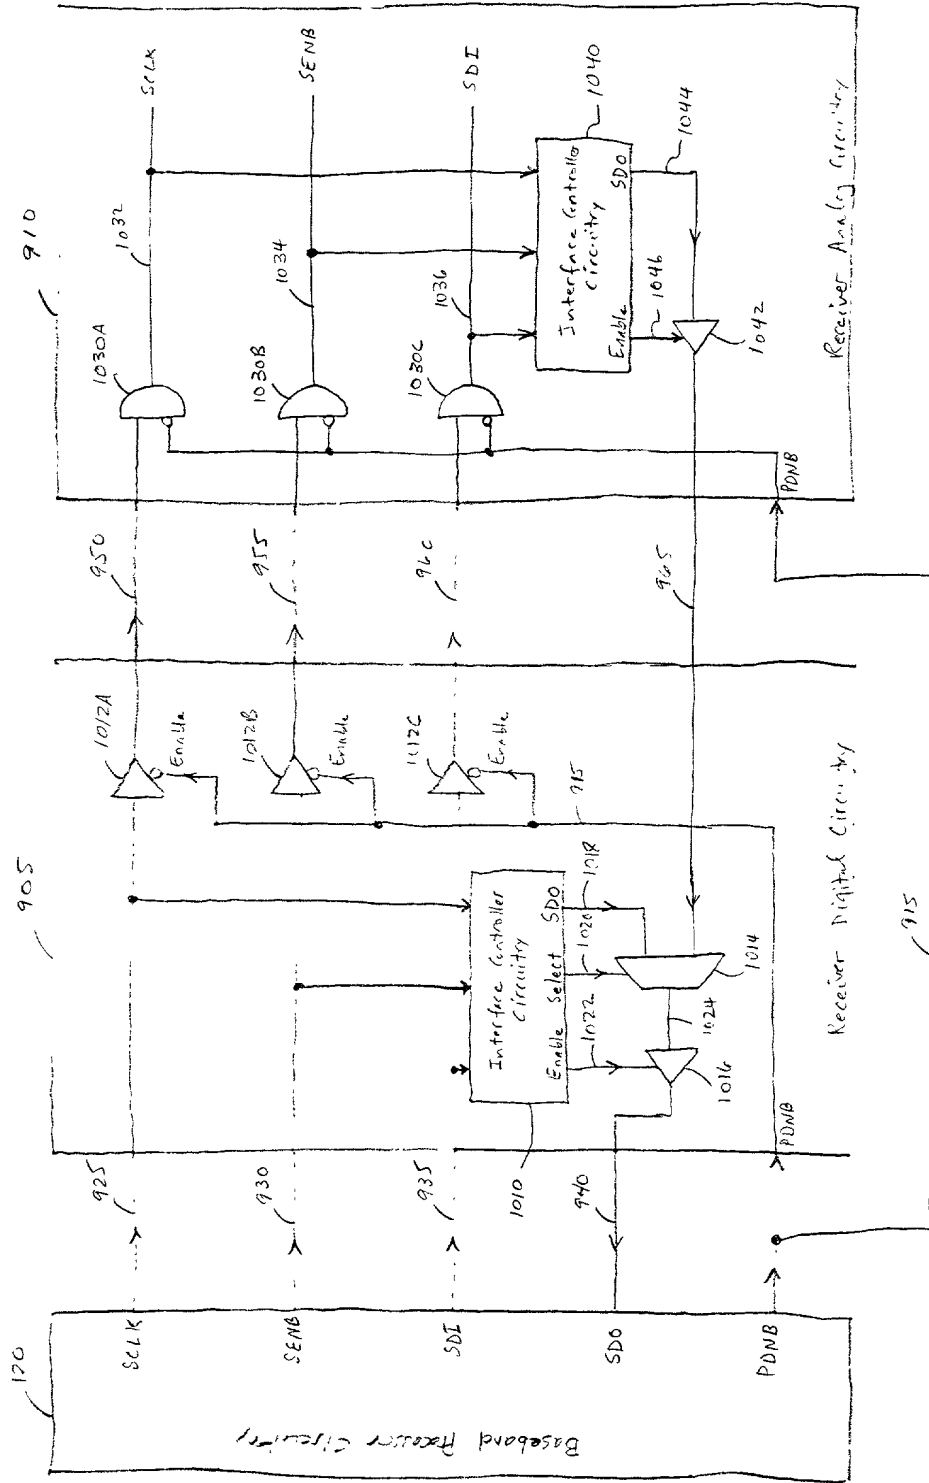 910
SCLK
SENB
SDI
1032
1034
1036
1040
1030A
1030B
1030C
Interface Controller
Circuitry
SDO
Enable
1044
1046
1042
PDNB
Receiver Analog Circuitry
950
955
960
965
905
1012A
1012B
1012C
Enable
Enable
Enable
915
Interface Controller
Circuitry
SDO
Select
Enable
1018
1020
1022
1014
1024
1016
1010
PDNB
Receiver Digital Circuitry
915
925
930
935
940
120
SCLK
SENB
SDI
SDO
PDNB
Baseband Processor Circuitry